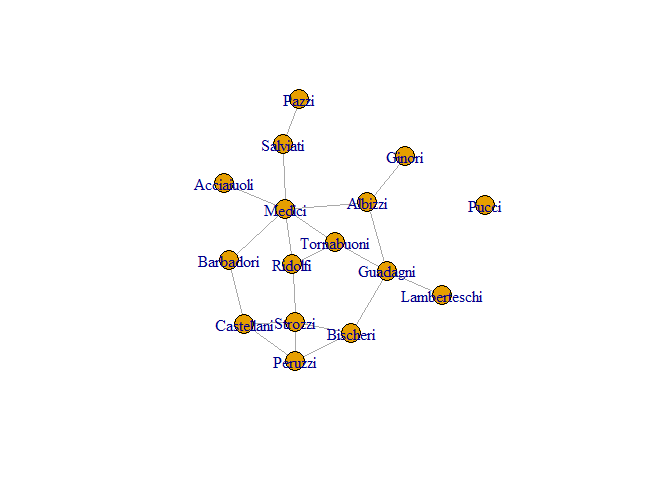 Pazzi
Salviati
Ginori
Acciaiuoli
Medici
Albizzi
Pucci
Tornabuoni
Barbadori
Ridolfi
Guadagni
Lamberteschi
Castellani
Strozzi
Bischeri
Peruzzi